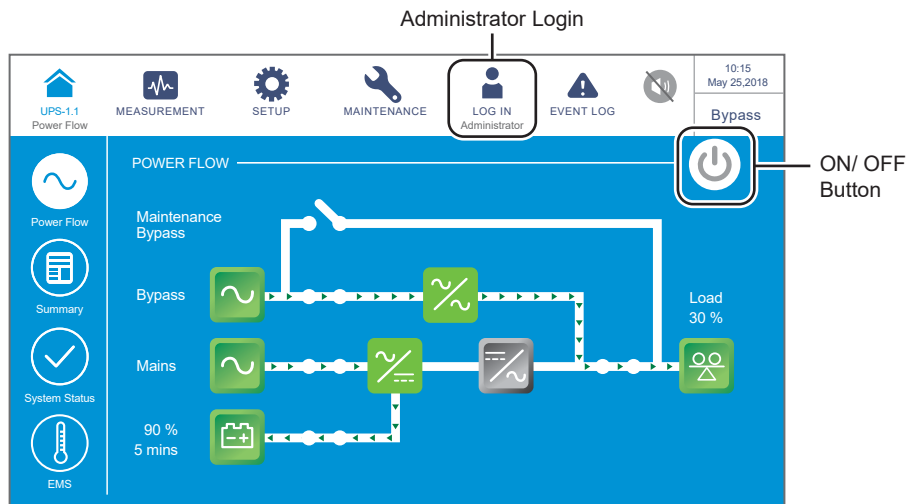 Administrator Login
UPS-1.1
Power Flow
MEASUREMENT
SETUP
MAINTENANCE
LOG IN
Administrator
EVENT LOG
10:15
May 25,2018
Bypass
ON/ OFF
Button
Power Flow
Summary
System Status
EMS
POWER FLOW
Maintenance
Bypass
Bypass
Load
30 %
Mains
90 %
5 mins